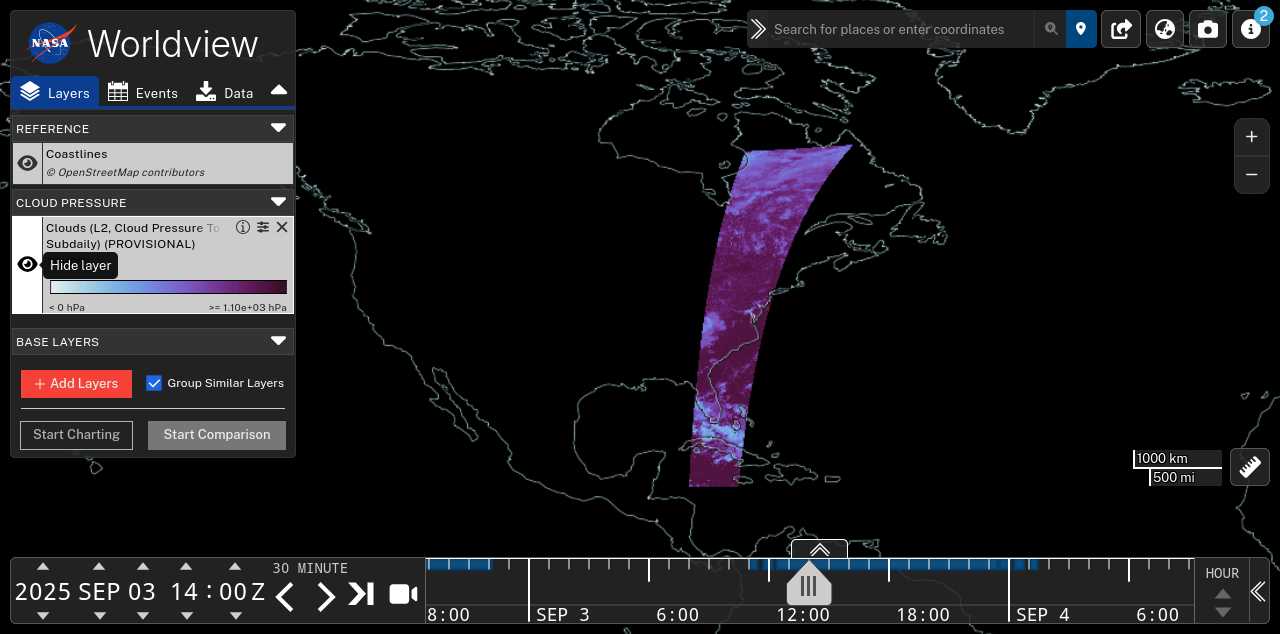 NASA Worldview
Search for places or enter coordinates
2
Layers
Events
Data
REFERENCE
Coastlines
© OpenStreetMap contributors
CLOUD PRESSURE
Clouds (L2, Cloud Pressure To
Subdaily) (PROVISIONAL)
Hide layer
< 0 hPa
>= 1.10e+03 hPa
BASE LAYERS
+ Add Layers
Group Similar Layers
Start Charting
Start Comparison
+
−
1000 km
500 mi
30 MINUTE
2025 SEP 03 14 : 00 Z
HOUR
8:00
SEP 3
6:00
12:00
18:00
SEP 4
6:00